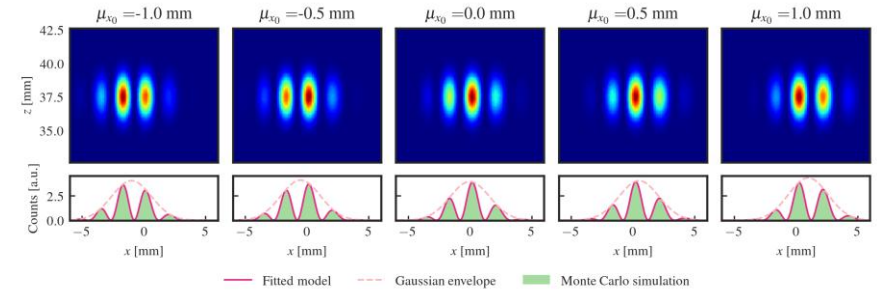 μx0 =-1.0 mm
μx0 =-0.5 mm
μx0 =0.0 mm
μx0 =0.5 mm
μx0 =1.0 mm
42.5
40.0
37.5
35.0
z [mm]
Counts [a.u.]
2.5
0.0
−5 0 5
−5 0 5
−5 0 5
−5 0 5
−5 0 5
x [mm]
x [mm]
x [mm]
x [mm]
x [mm]
Fitted model
Gaussian envelope
Monte Carlo simulation